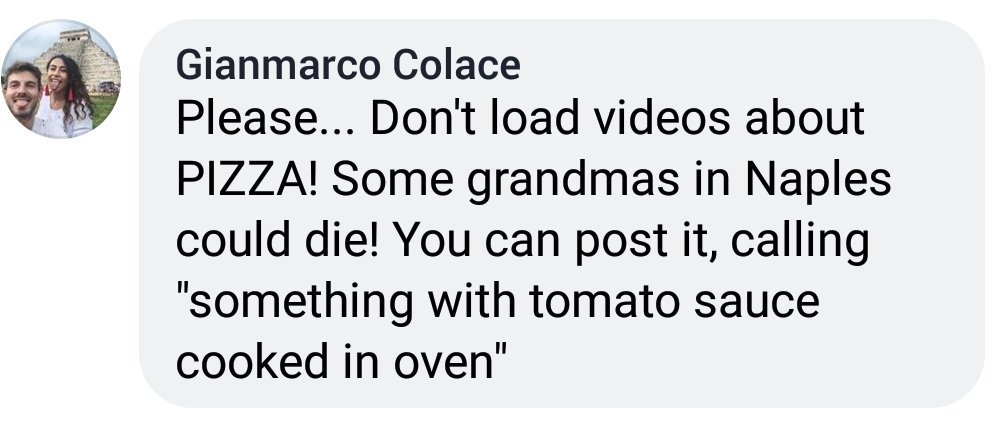 Gianmarco Colace
Please... Don't load videos about
PIZZA! Some grandmas in Naples
could die! You can post it, calling
"something with tomato sauce
cooked in oven"